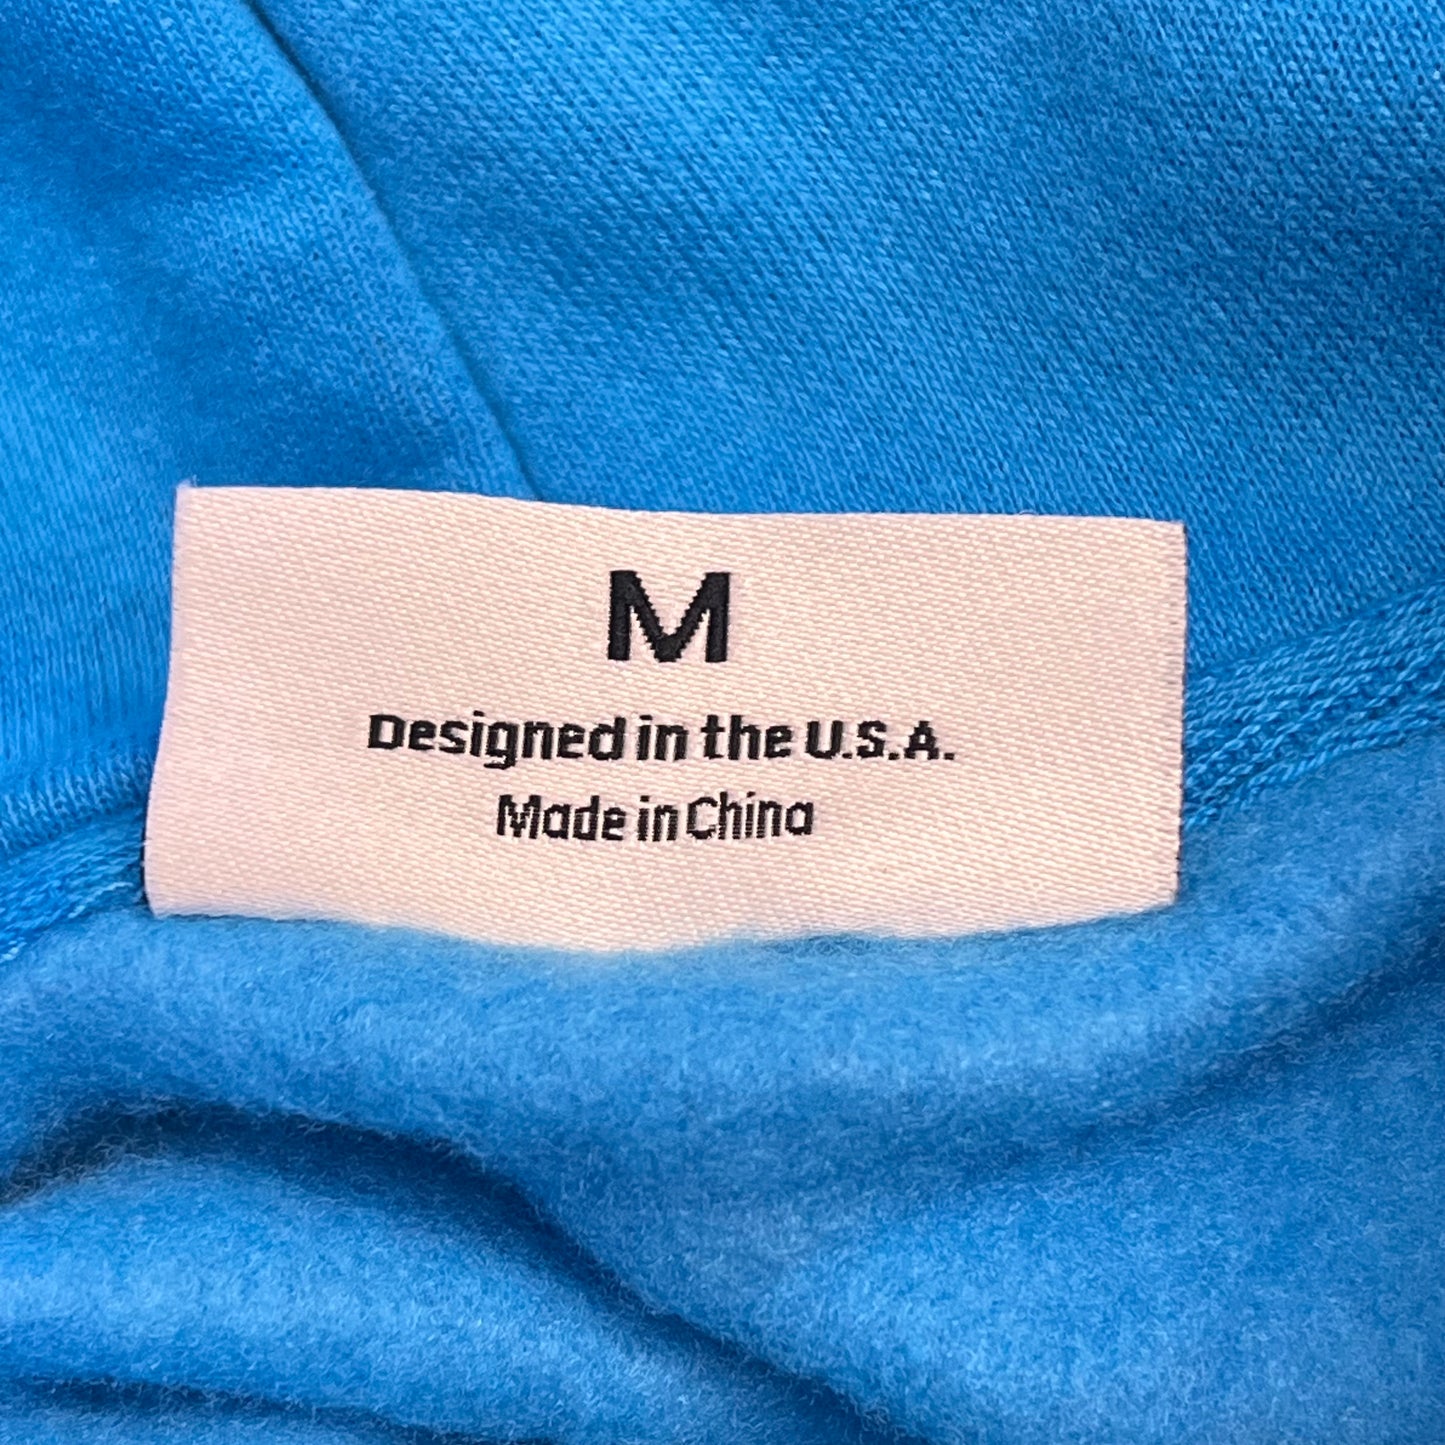 M
Designed in the U.S.A.
Made in China